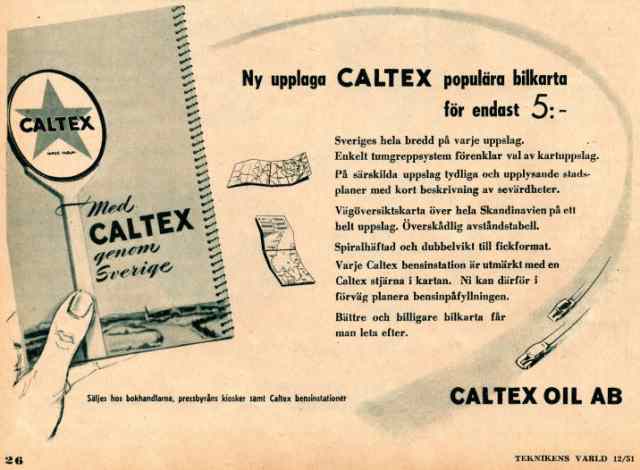 CALTEX
Med
CALTEX
genom
Sverige
Ny upplaga CALTEX populära bilkarta
för endast 5:-
Sveriges hela bredd på varje uppslag.
Enkelt tumgreppsystem förenklar val av kartuppslag.
På särskilda uppslag tydliga och upplysande stads-
planer med kort beskrivning av sevärdheter.
Vägöversiktskarta över hela Skandinavien på ett
helt uppslag. Överskådlig avståndstabell.
Spiralhäftad och dubbelvikt till fickformat.
Varje Caltex bensinstation är utmärkt med en
Caltex stjärna i kartan. Ni kan därför i
förväg planera bensinpåfyllningen.
Bättre och billigare bilkarta får
man leta efter.
Säljes hos bokhandlarna, pressbyråns kiosker samt Caltex bensinstationer
CALTEX OIL AB
26
TEKNIKENS VÄRLD 12/51